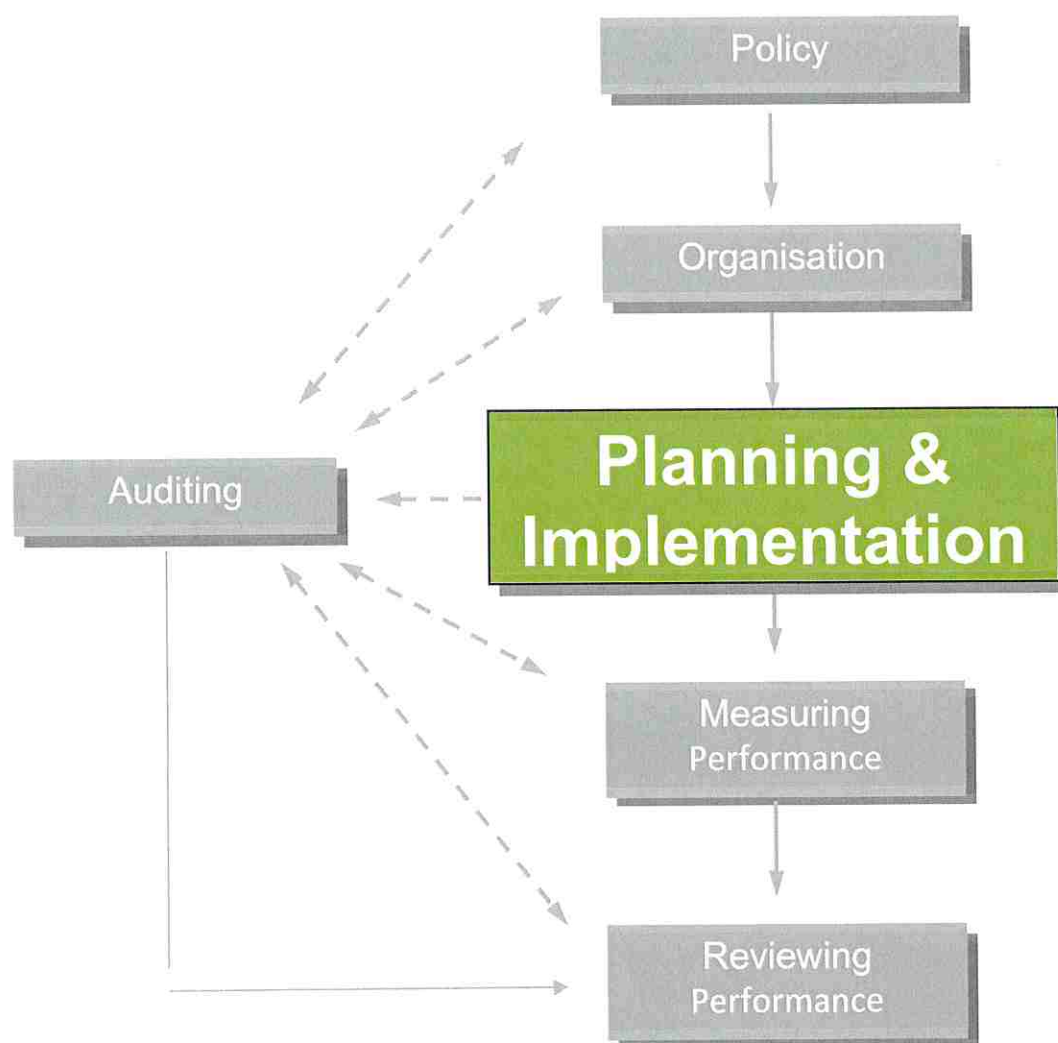 Policy
Organisation
Planning &
Implementation
Auditing
Measuring
Performance
Reviewing
Performance